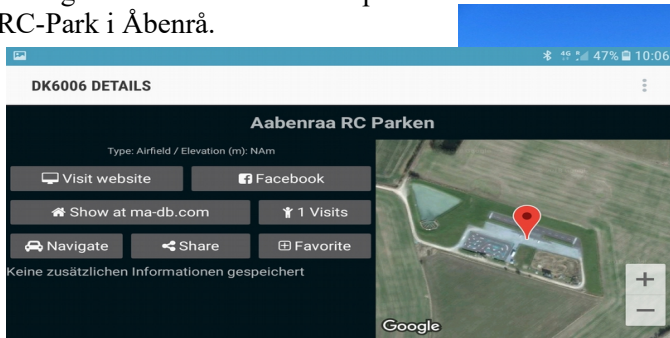 RC-Park i Åbenrå.
47% 10:06
DK6006 DETAILS
Aabenraa RC Parken
Type: Airfield / Elevation (m): NAm
Visit website
Facebook
Show at ma-db.com
1 Visits
Navigate
Share
Favorite
Keine zusätzlichen Informationen gespeichert
+
−
Google